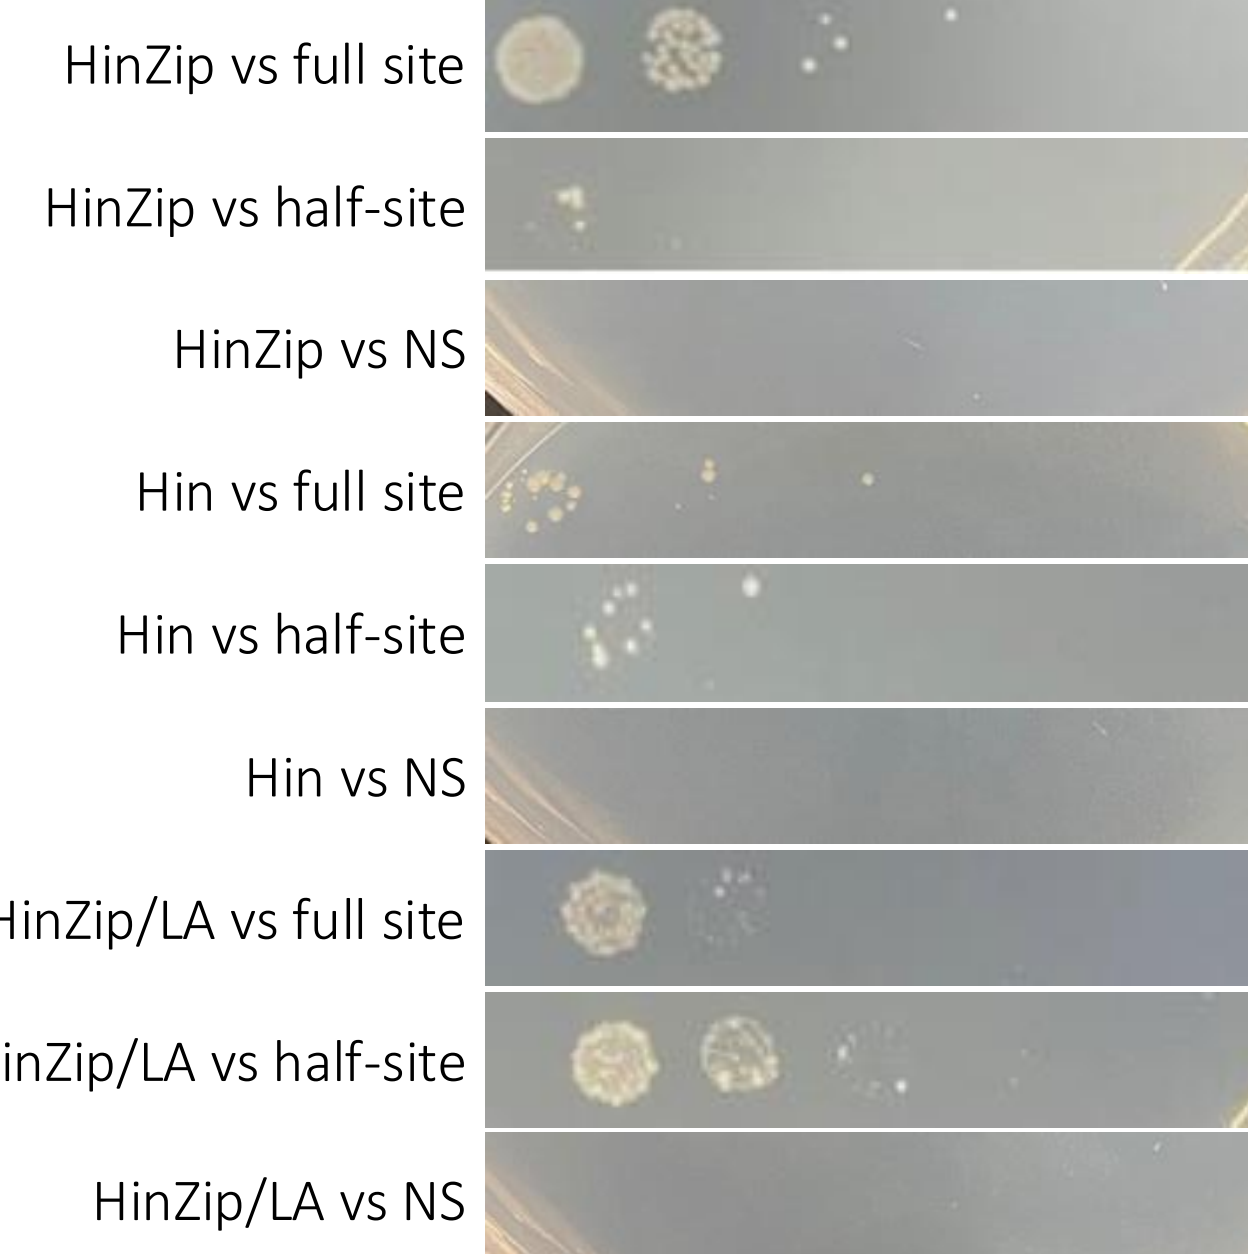 HinZip vs full site
HinZip vs half-site
HinZip vs NS
Hin vs full site
Hin vs half-site
Hin vs NS
HinZip/LA vs full site
inZip/LA vs half-site
HinZip/LA vs NS